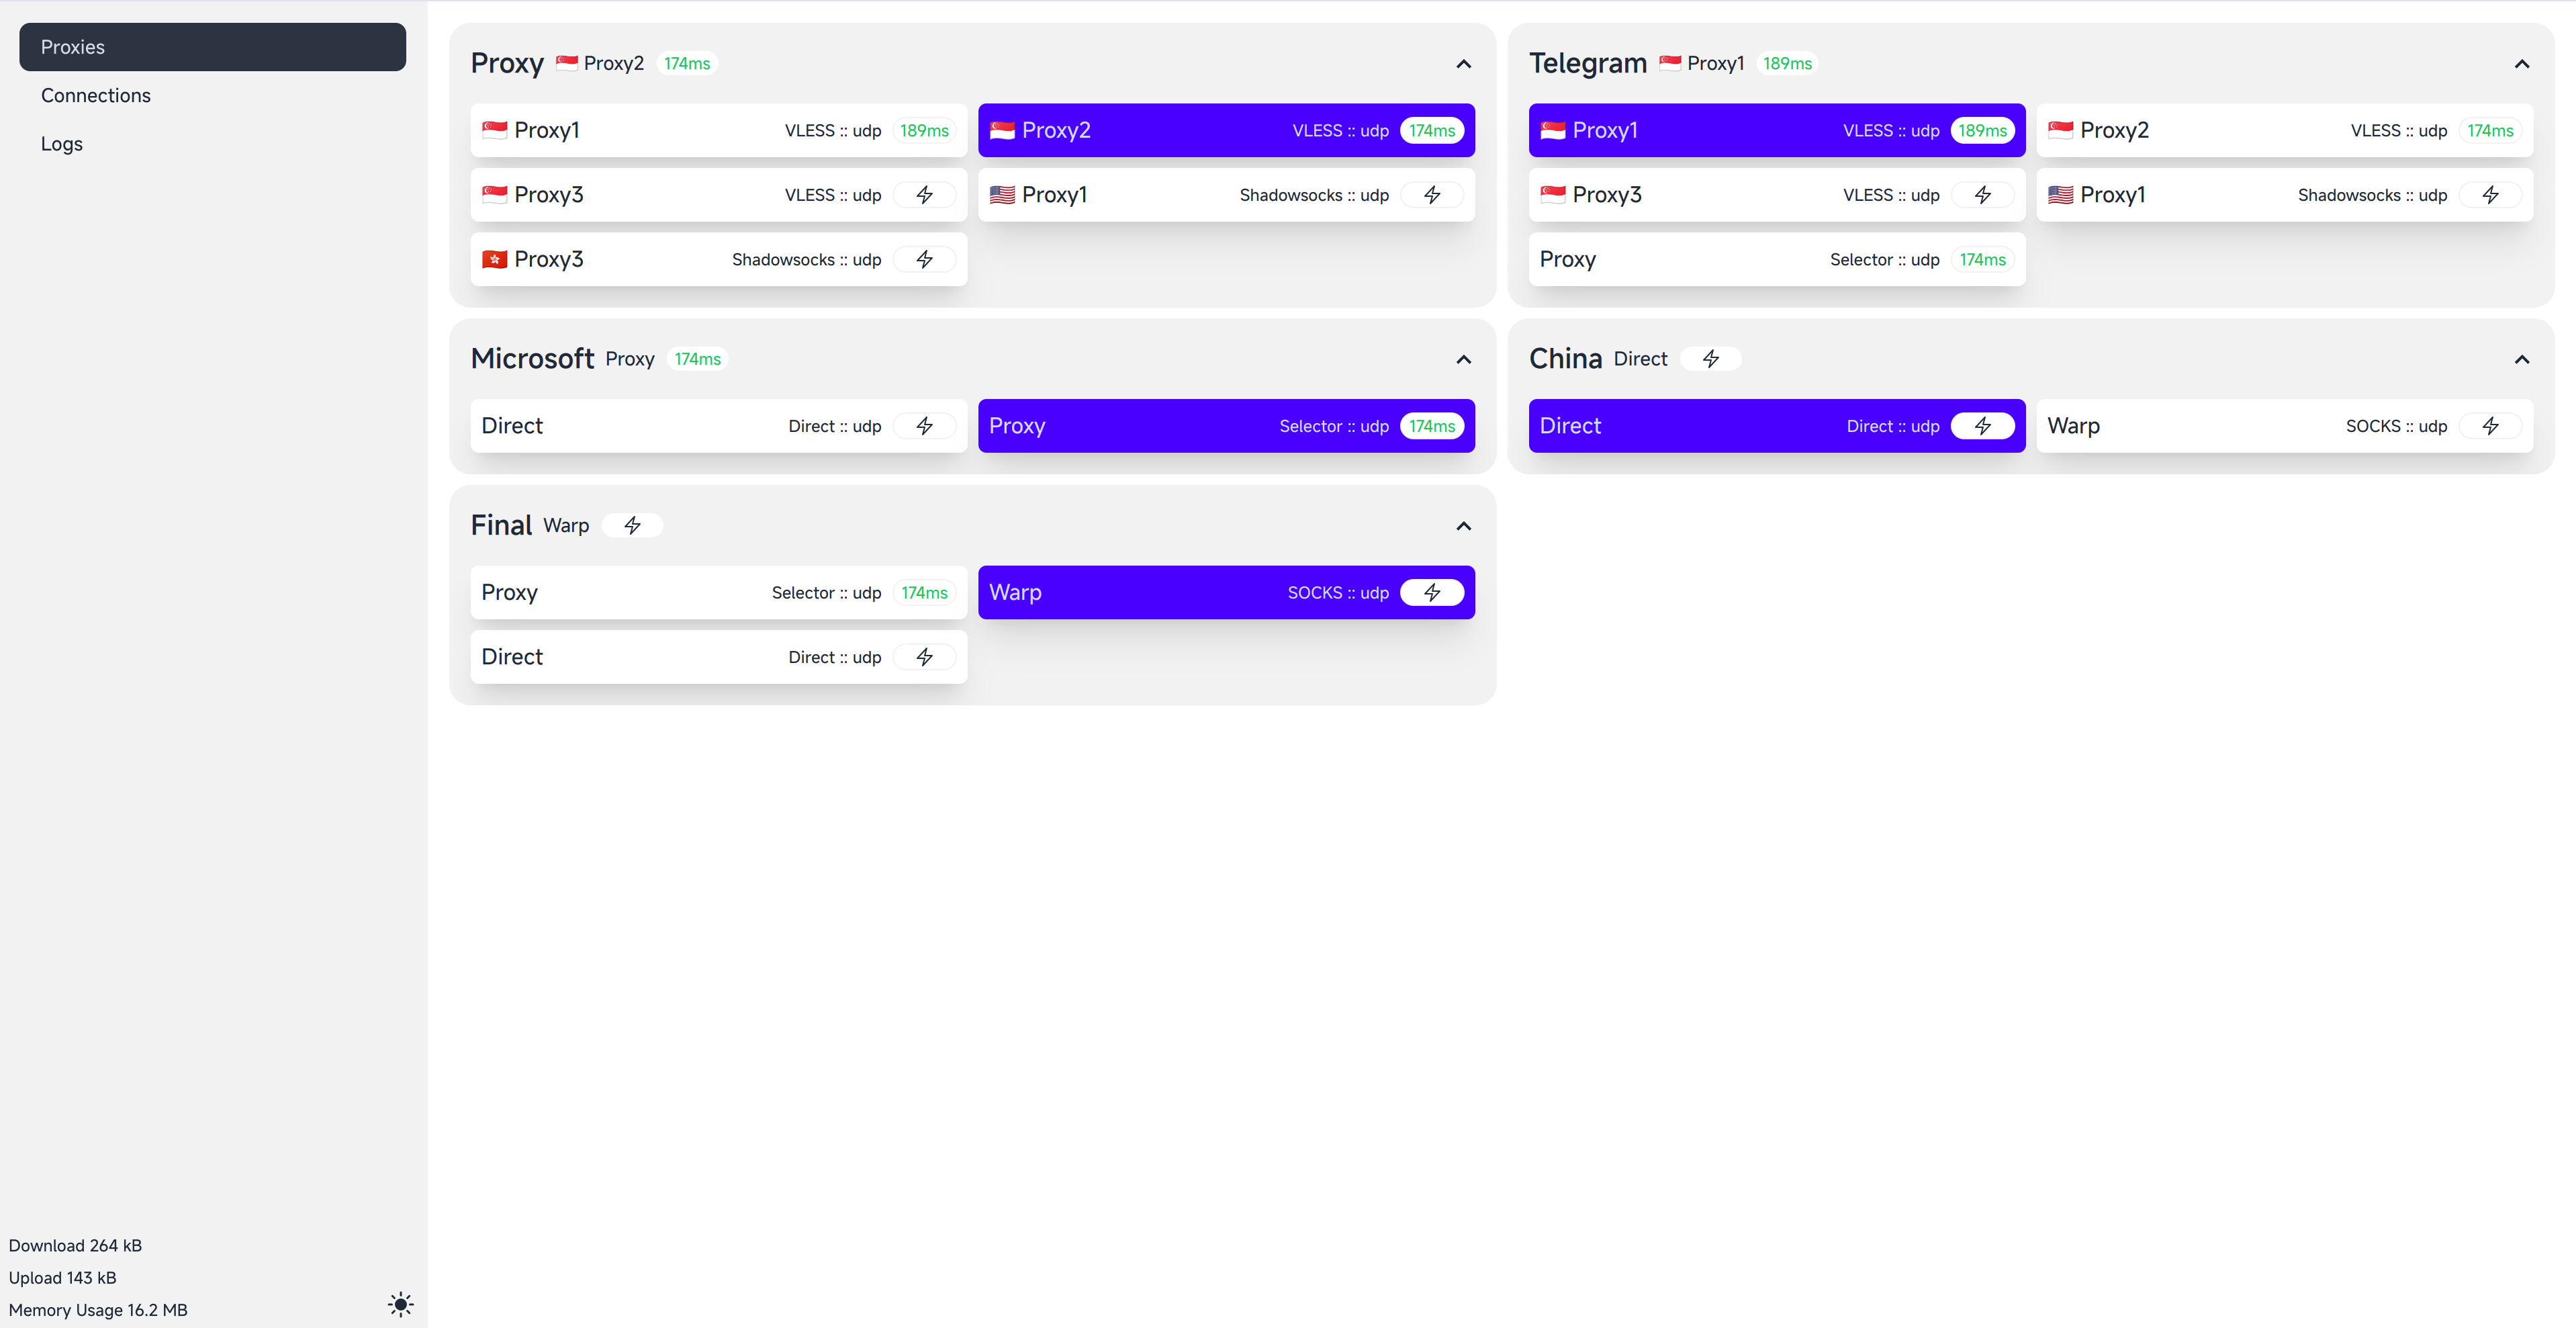 Proxies
Connections
Logs
Download 264 kB
Upload 143 kB
Memory Usage 16.2 MB
Proxy 🇸🇬 Proxy2 174ms
🇸🇬 Proxy1 VLESS :: udp 189ms
🇸🇬 Proxy2 VLESS :: udp 174ms
🇸🇬 Proxy3 VLESS :: udp
🇺🇸 Proxy1 Shadowsocks :: udp
🇭🇰 Proxy3 Shadowsocks :: udp
Telegram 🇸🇬 Proxy1 189ms
🇸🇬 Proxy1 VLESS :: udp 189ms
🇸🇬 Proxy2 VLESS :: udp 174ms
🇸🇬 Proxy3 VLESS :: udp
🇺🇸 Proxy1 Shadowsocks :: udp
Proxy Selector :: udp 174ms
Microsoft Proxy 174ms
Direct Direct :: udp
Proxy Selector :: udp 174ms
China Direct
Direct Direct :: udp
Warp SOCKS :: udp
Final Warp
Proxy Selector :: udp 174ms
Warp SOCKS :: udp
Direct Direct :: udp